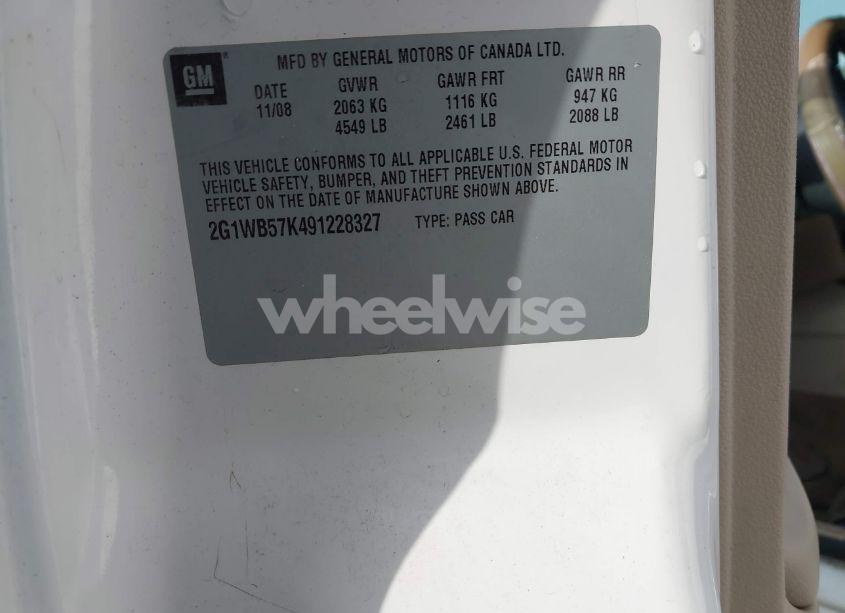 GM
MFD BY GENERAL MOTORS OF CANADA LTD.
DATE GVWR GAWR FRT GAWR RR
11/08 2063 KG 1116 KG 947 KG
4549 LB 2461 LB 2088 LB
THIS VEHICLE CONFORMS TO ALL APPLICABLE U.S. FEDERAL MOTOR
VEHICLE SAFETY, BUMPER, AND THEFT PREVENTION STANDARDS IN
EFFECT ON THE DATE OF MANUFACTURE SHOWN ABOVE.
2G1WB57K491228327 TYPE: PASS CAR
wheelwise